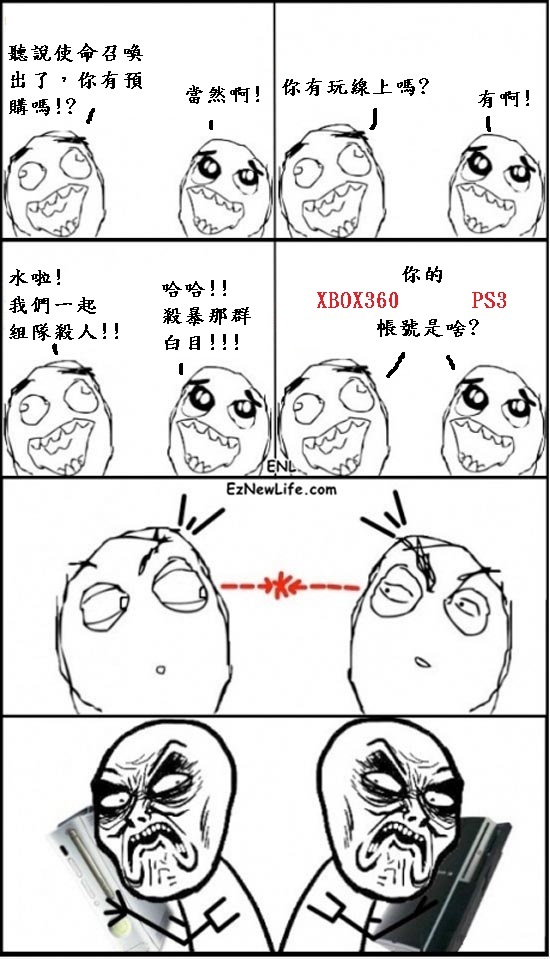 聽說使命召喚
出了，你有預
購嗎!?
當然啊!
你有玩線上嗎?
有啊!
水啦!
我們一起
組隊殺人!!
哈哈!!
殺暴那群
白目!!!
你的
XBOX360 PS3
帳號是啥?
ENL
EzNewLife.com